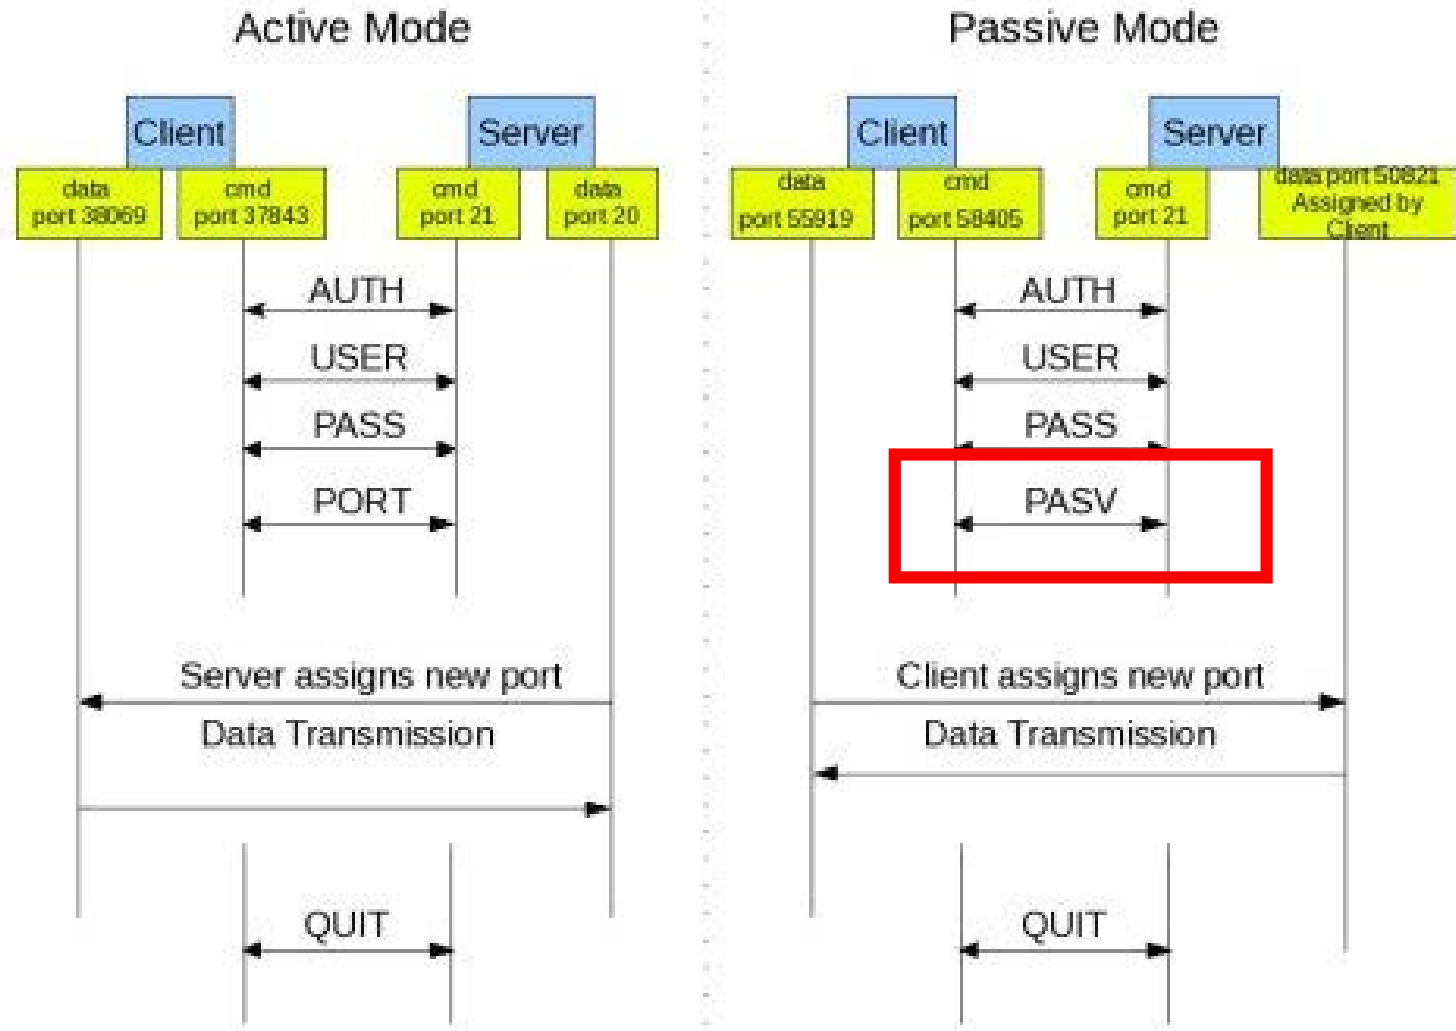 Active Mode
Client
Server
data
port 38069
cmd
port 37843
cmd
port 21
data
port 20
AUTH
USER
PASS
PORT
Server assigns new port
Data Transmission
QUIT
Passive Mode
Client
Server
data
port 55919
cmd
port 58405
cmd
port 21
data port 50821
Assigned by
Client
AUTH
USER
PASS
PASV
Client assigns new port
Data Transmission
QUIT